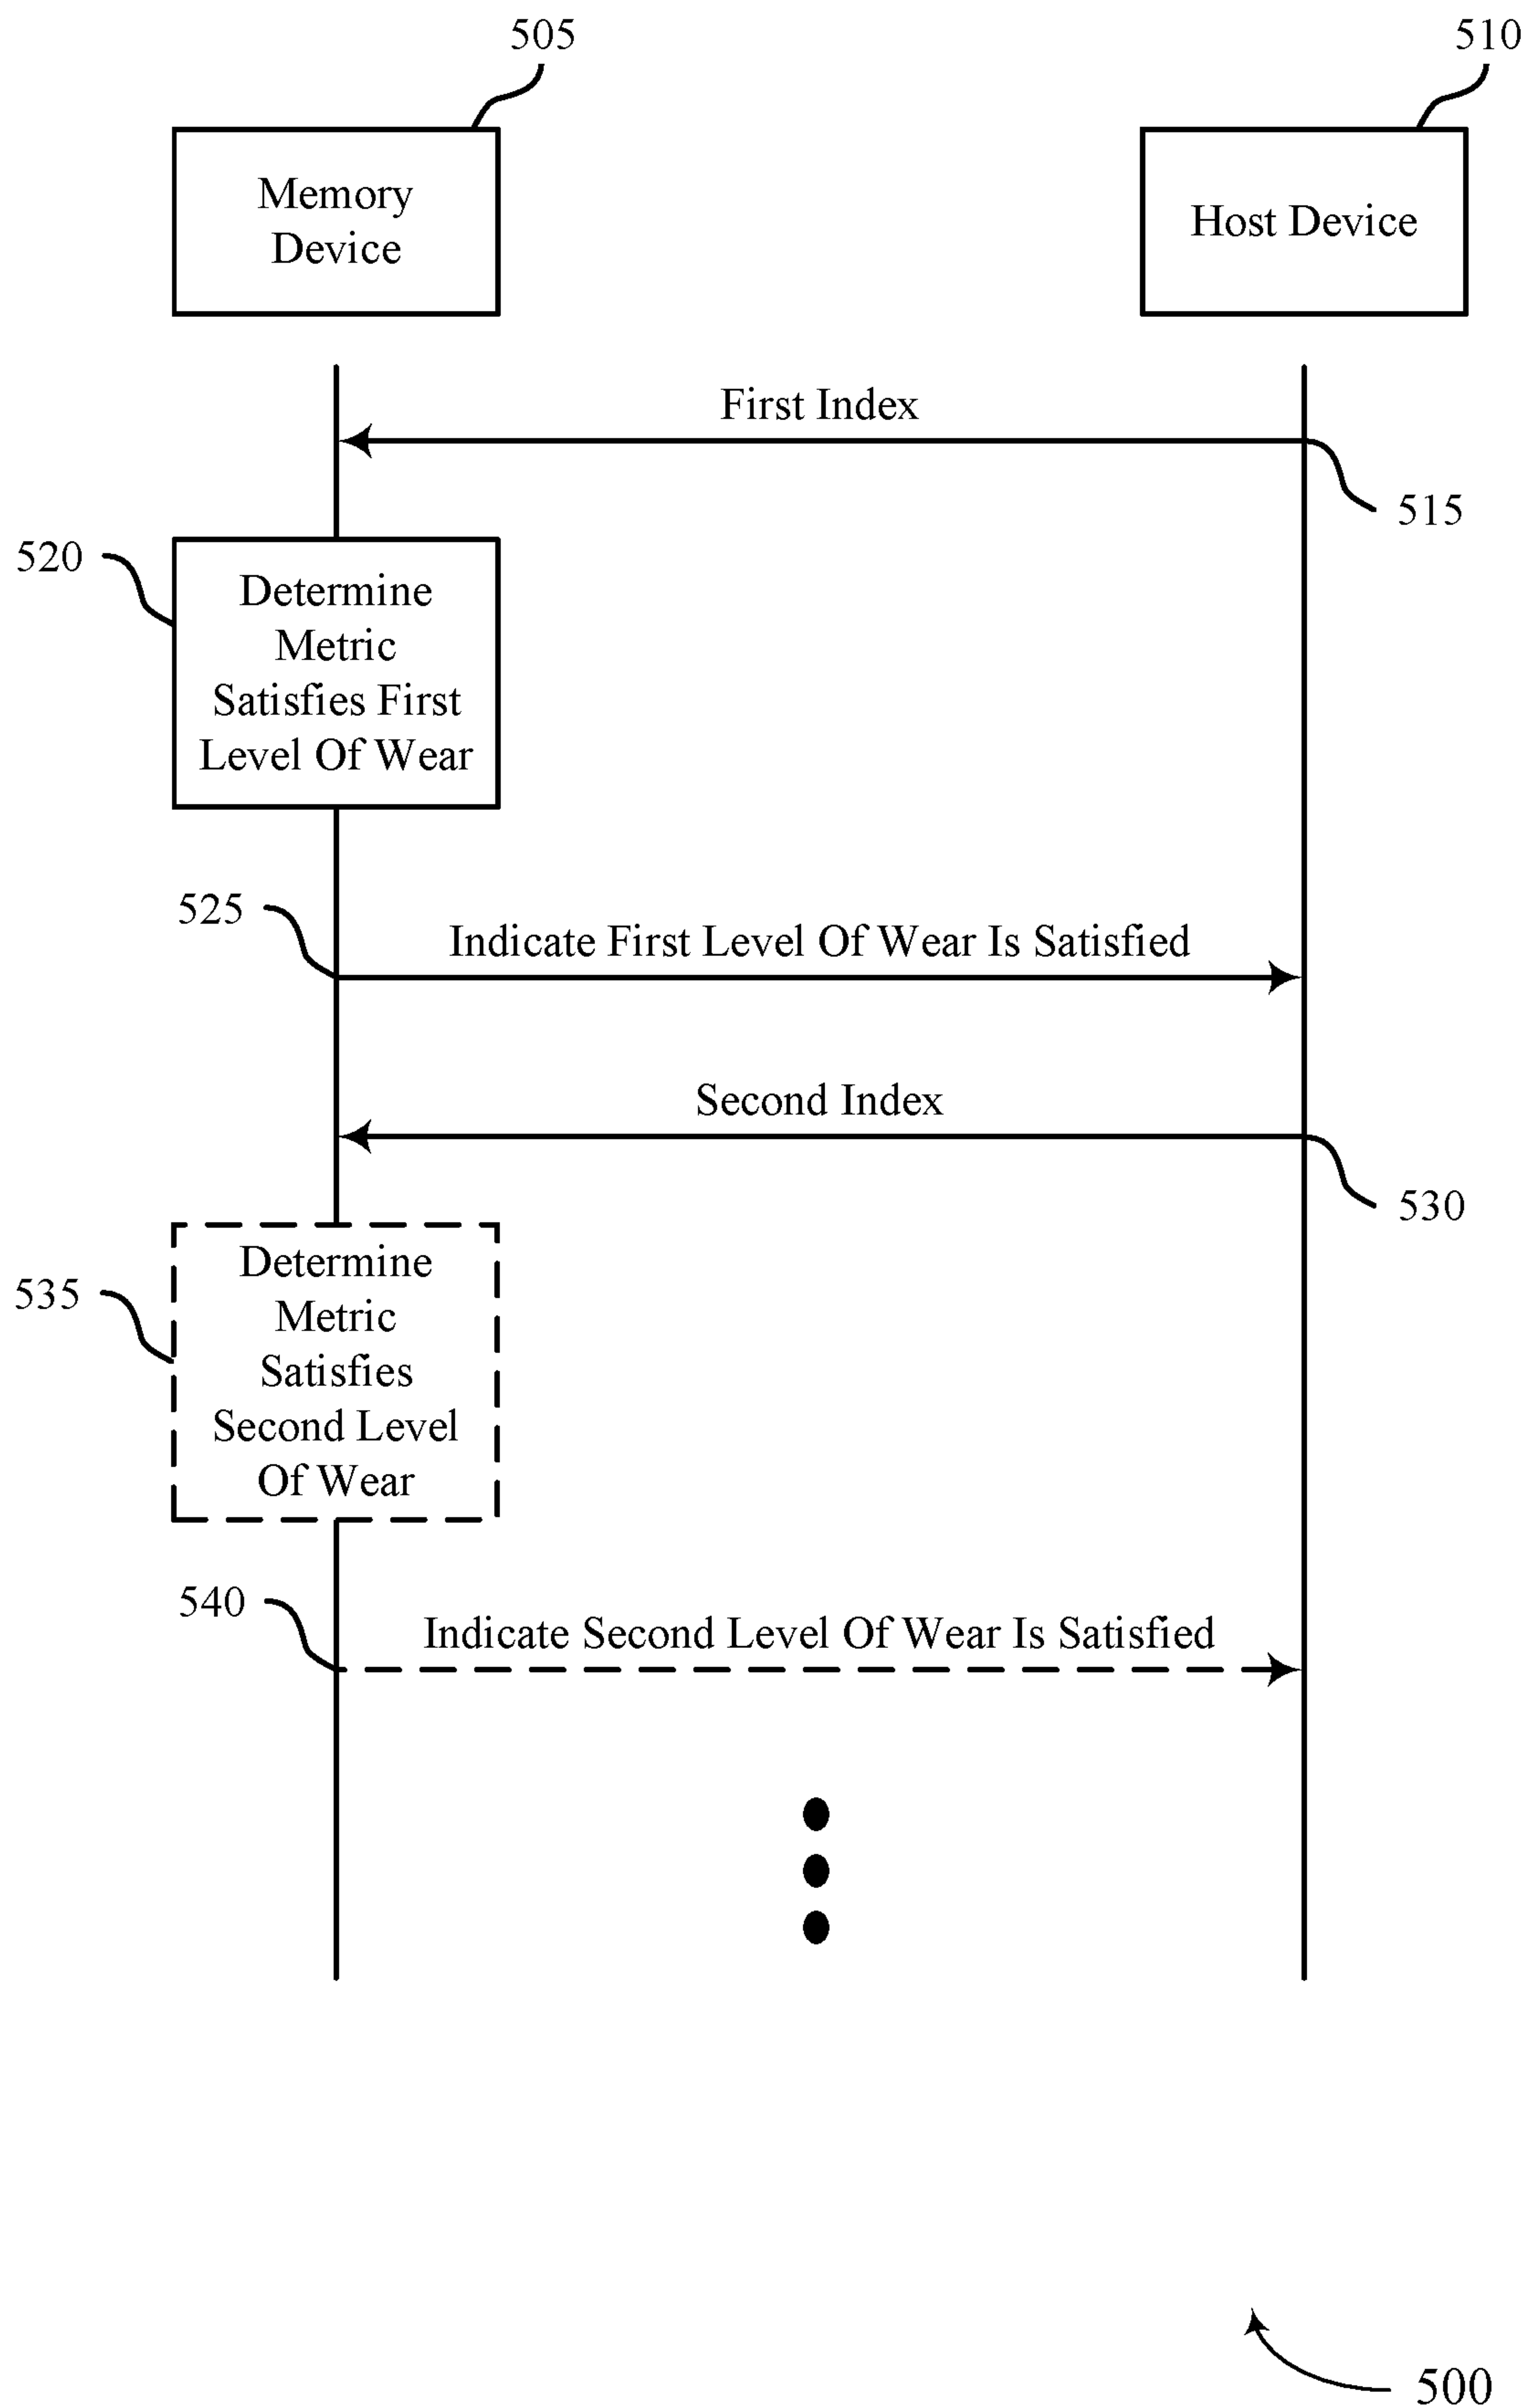 505
510
Memory
Device
Host Device
First Index
515
520
Determine
Metric
Satisfies First
Level Of Wear
525
Indicate First Level Of Wear Is Satisfied
Second Index
530
535
Determine
Metric
Satisfies
Second Level
Of Wear
540
Indicate Second Level Of Wear Is Satisfied
500